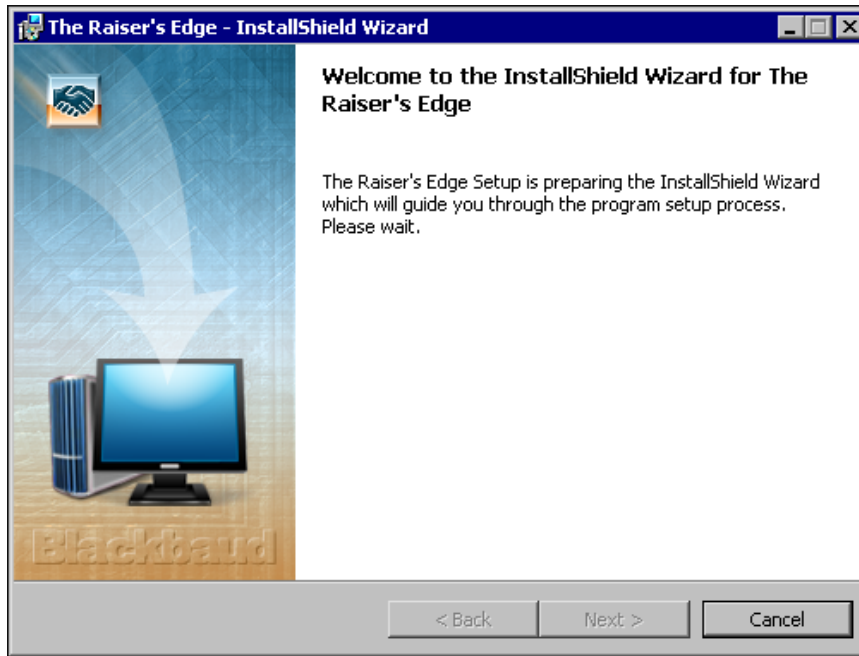 The Raiser's Edge - InstallShield Wizard
Welcome to the InstallShield Wizard for The
Raiser's Edge
The Raiser's Edge Setup is preparing the InstallShield Wizard
which will guide you through the program setup process.
Please wait.
Blackbaud
< Back
Next >
Cancel